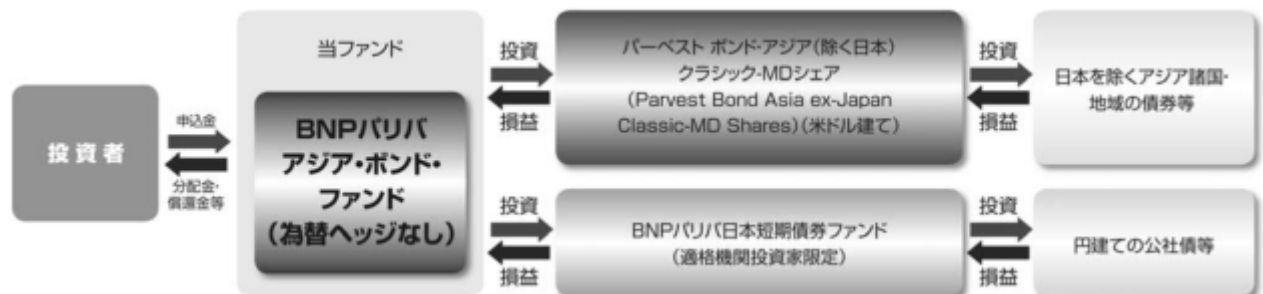 投資者
申込金
分配金・
償還金等
当ファンド
BNPパリバ
アジア・ボンド・
ファンド
(為替ヘッジなし)
投資
損益
パーベスト ボンド・アジア(除く日本)
クラシック-MDシェア
(Parvest Bond Asia ex-Japan
Classic-MD Shares)(米ドル建て)
投資
損益
日本を除くアジア諸国・
地域の債券等
投資
損益
BNPパリバ日本短期債券ファンド
(適格機関投資家限定)
投資
損益
円建ての公社債等